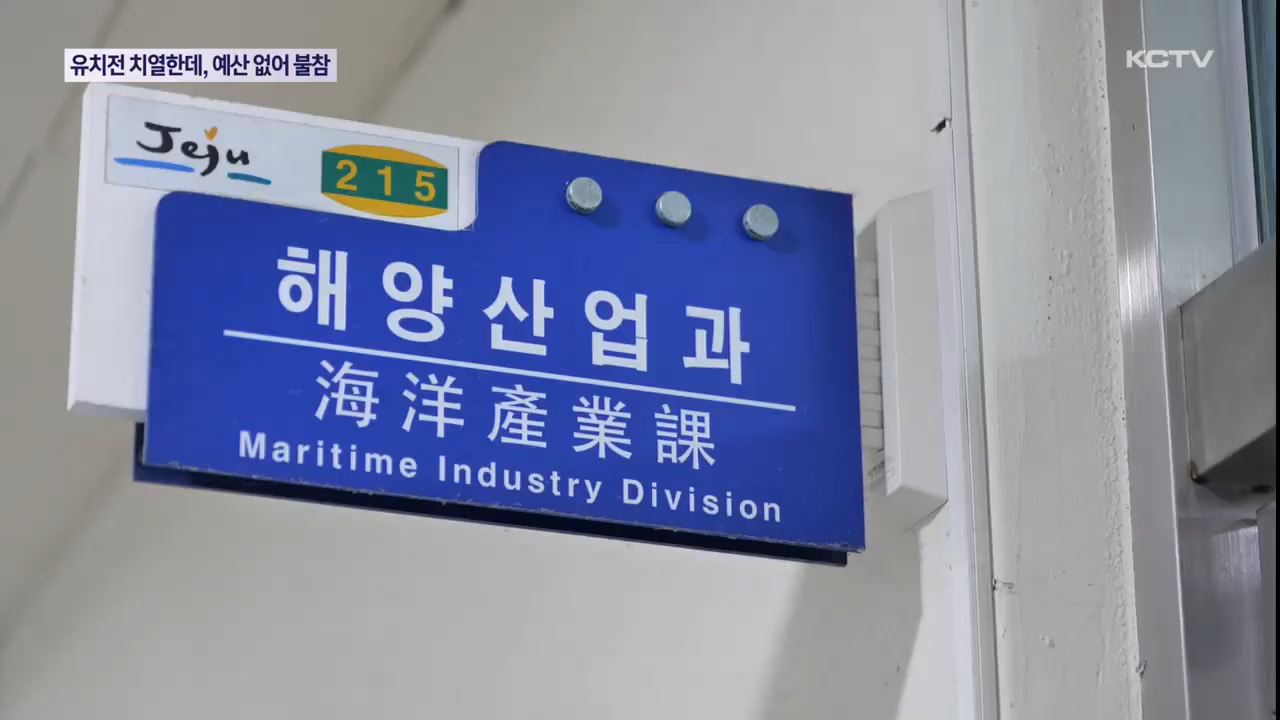 유치전 치열한데, 예산 없어 불참
KCTV
Jeju
215
해양산업과
海洋產業課
Maritime Industry Division